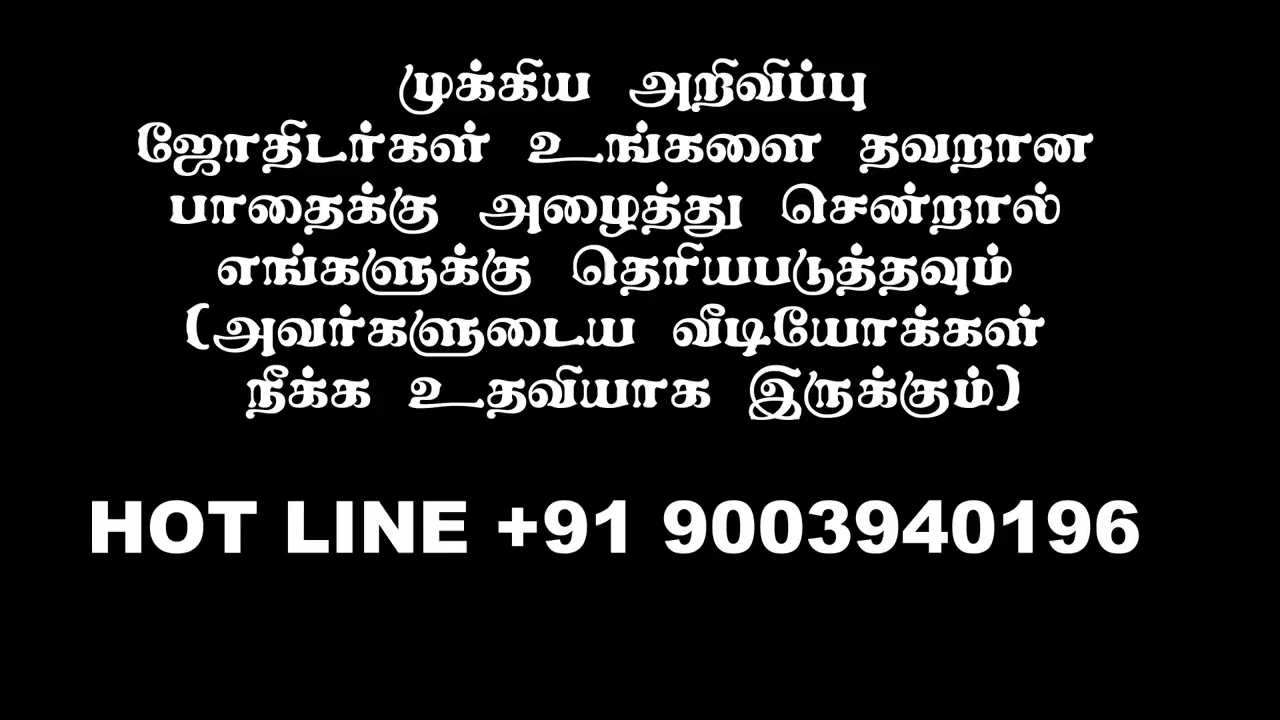 முக்கிய அறிவிப்பு
ஜோதிடர்கள் உங்களை தவறான
பாதைக்கு அழைத்து சென்றால்
எங்களுக்கு தெரியபடுத்தவும்
(அவர்களுடைய வீடியோக்கள்
நீக்க உதவியாக இருக்கும்)
HOT LINE +91 9003940196